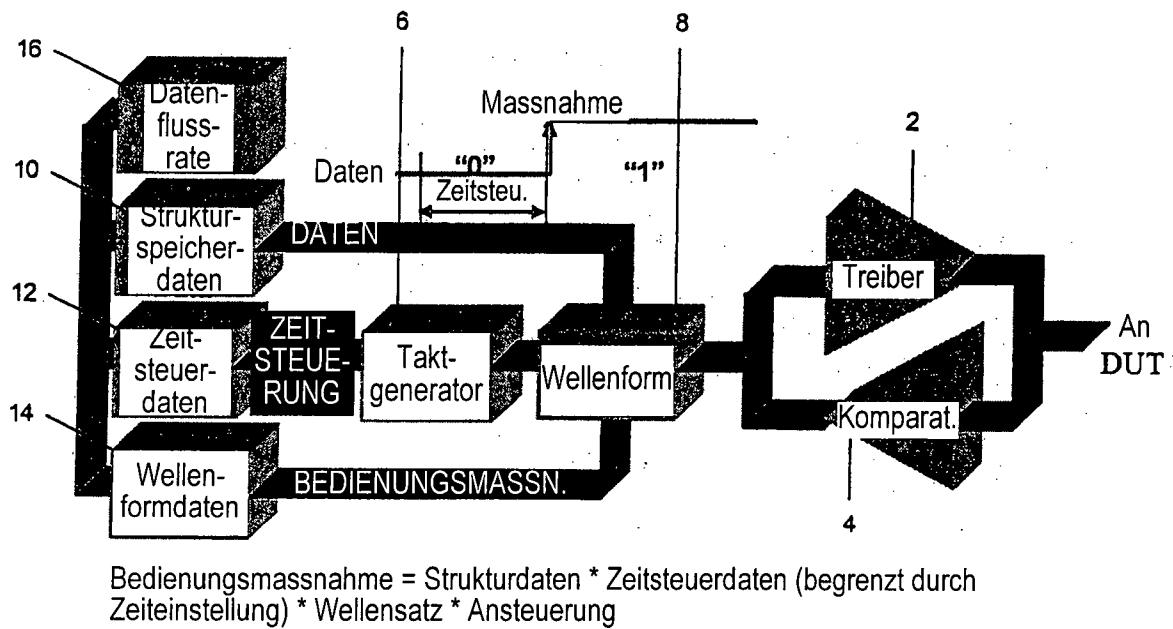 6
8
16
Daten-
fluss-
rate
Massnahme
2
Daten
"0"
"1"
Zeitsteu.
10
Struktur-
speicher-
daten
DATEN
Treiber
12
Zeit-
steuer-
daten
ZEIT-
STEUE-
RUNG
Takt-
generator
Wellenform
An
DUT
14
Wellen-
formdaten
BEDIENUNGSMASSN.
Komparat.
4
Bedienungsmassnahme = Strukturdaten * Zeitsteuerdaten (begrenzt durch
Zeiteinstellung) * Wellensatz * Ansteuerung